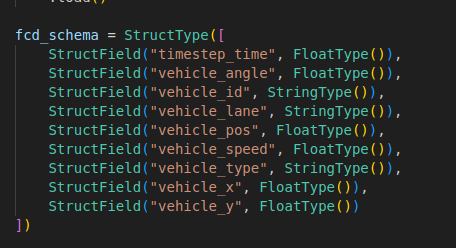 .load()
fcd_schema = StructType([
StructField("timestep_time", FloatType()),
StructField("vehicle_angle", FloatType()),
StructField("vehicle_id", StringType()),
StructField("vehicle_lane", StringType()),
StructField("vehicle_pos", FloatType()),
StructField("vehicle_speed", FloatType()),
StructField("vehicle_type", StringType()),
StructField("vehicle_x", FloatType()),
StructField("vehicle_y", FloatType())
])